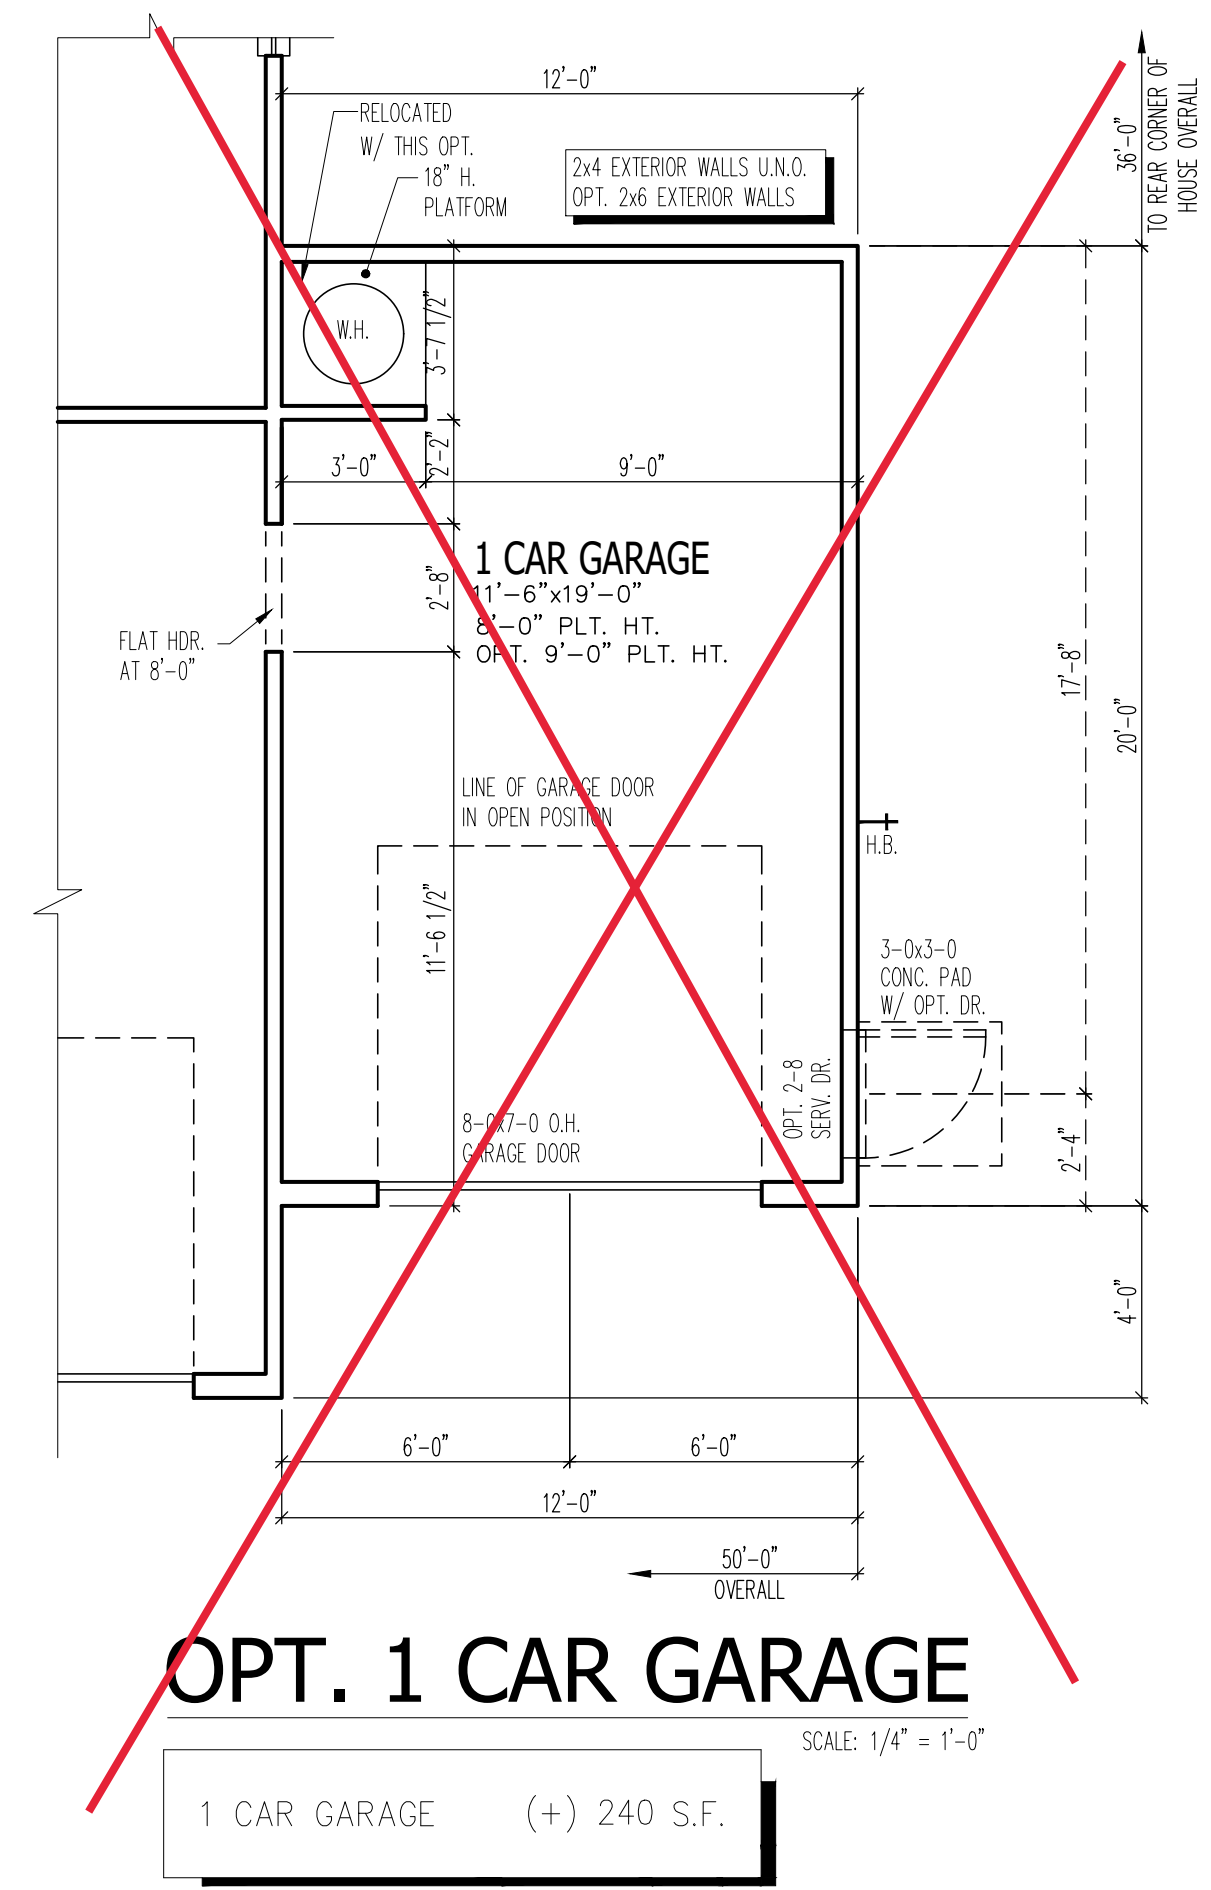 12'-0"
RELOCATED
W/ THIS OPT.
18" H.
PLATFORM
2x4 EXTERIOR WALLS U.N.O.
OPT. 2x6 EXTERIOR WALLS
36'-0"
TO REAR CORNER OF
HOUSE OVERALL
W.H.
3'-7 1/2"
2'-2"
3'-0"
9'-0"
1 CAR GARAGE
11'-6"x19'-0"
8'-0" PLT. HT.
OPT. 9'-0" PLT. HT.
2'-8"
FLAT HDR.
AT 8'-0"
17'-8"
20'-0"
LINE OF GARAGE DOOR
IN OPEN POSITION
H.B.
11'-6 1/2"
3-0x3-0
CONC. PAD
W/ OPT. DR.
OPT. 2-8
SERV. DR.
8-0x7-0 O.H.
GARAGE DOOR
2'-4"
4'-0"
6'-0"
6'-0"
12'-0"
50'-0"
OVERALL
OPT. 1 CAR GARAGE
SCALE: 1/4" = 1'-0"
1 CAR GARAGE (+) 240 S.F.